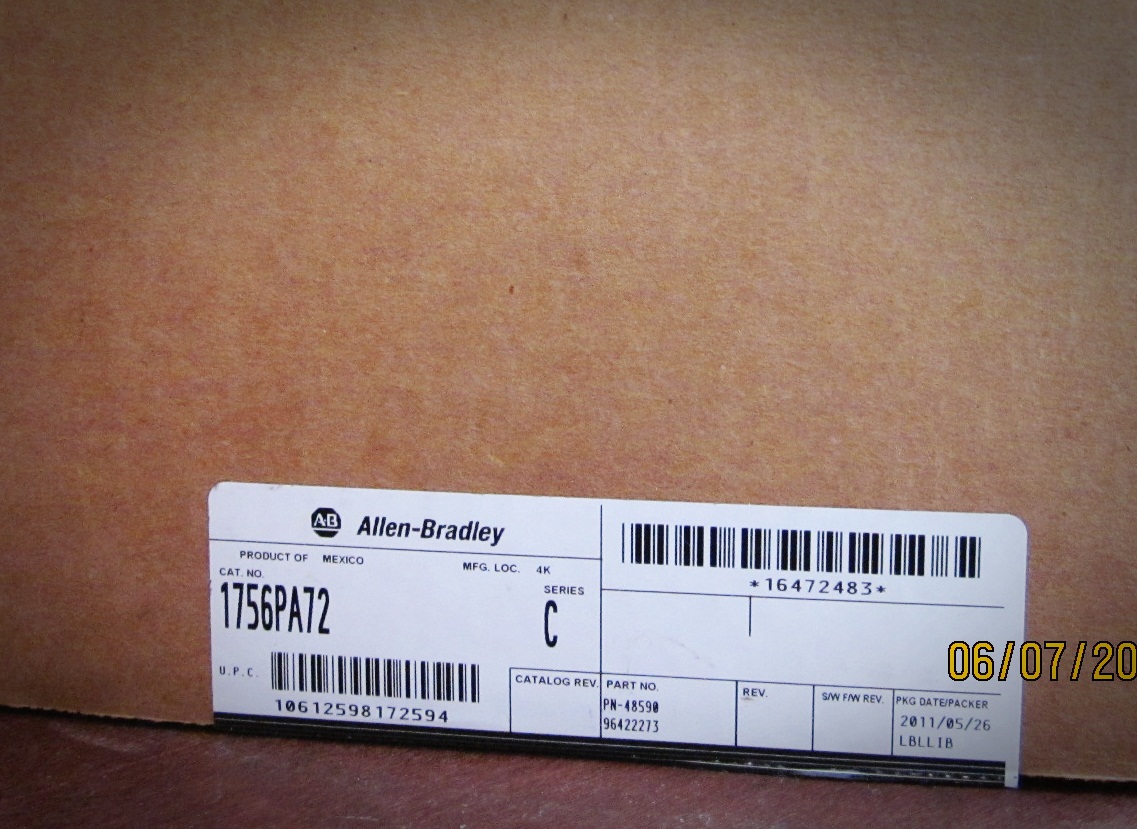 AB Allen-Bradley
PRODUCT OF MEXICO
MFG. LOC. 4K
CAT. NO.
1756PA72
SERIES
C
U.P.C.
10612598172594
*16472483*
CATALOG REV.
PART NO.
PN-48590
96422273
REV.
S/W F/W REV.
PKG DATE/PACKER
2011/05/26
LBLLIB
06/07/20